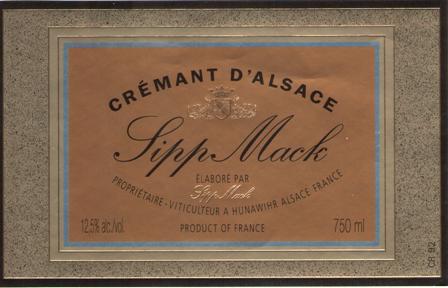 CRÉMANT D'ALSACE
Sipp Mack
ÉLABORÉ PAR
Sipp Mack
PROPRIÉTAIRE-VITICULTEUR A HUNAWIHR ALSACE FRANCE
12,5% alc./vol.
PRODUCT OF FRANCE
750 ml
CR 92